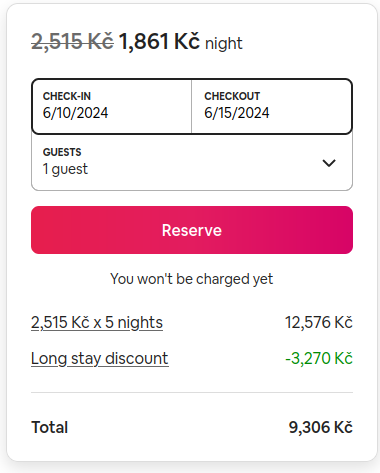 2,515 Kč 1,861 Kč night
CHECK-IN CHECKOUT
6/10/2024 6/15/2024
GUESTS
1 guest
Reserve
You won't be charged yet
2,515 Kč x 5 nights 12,576 Kč
Long stay discount -3,270 Kč
Total 9,306 Kč